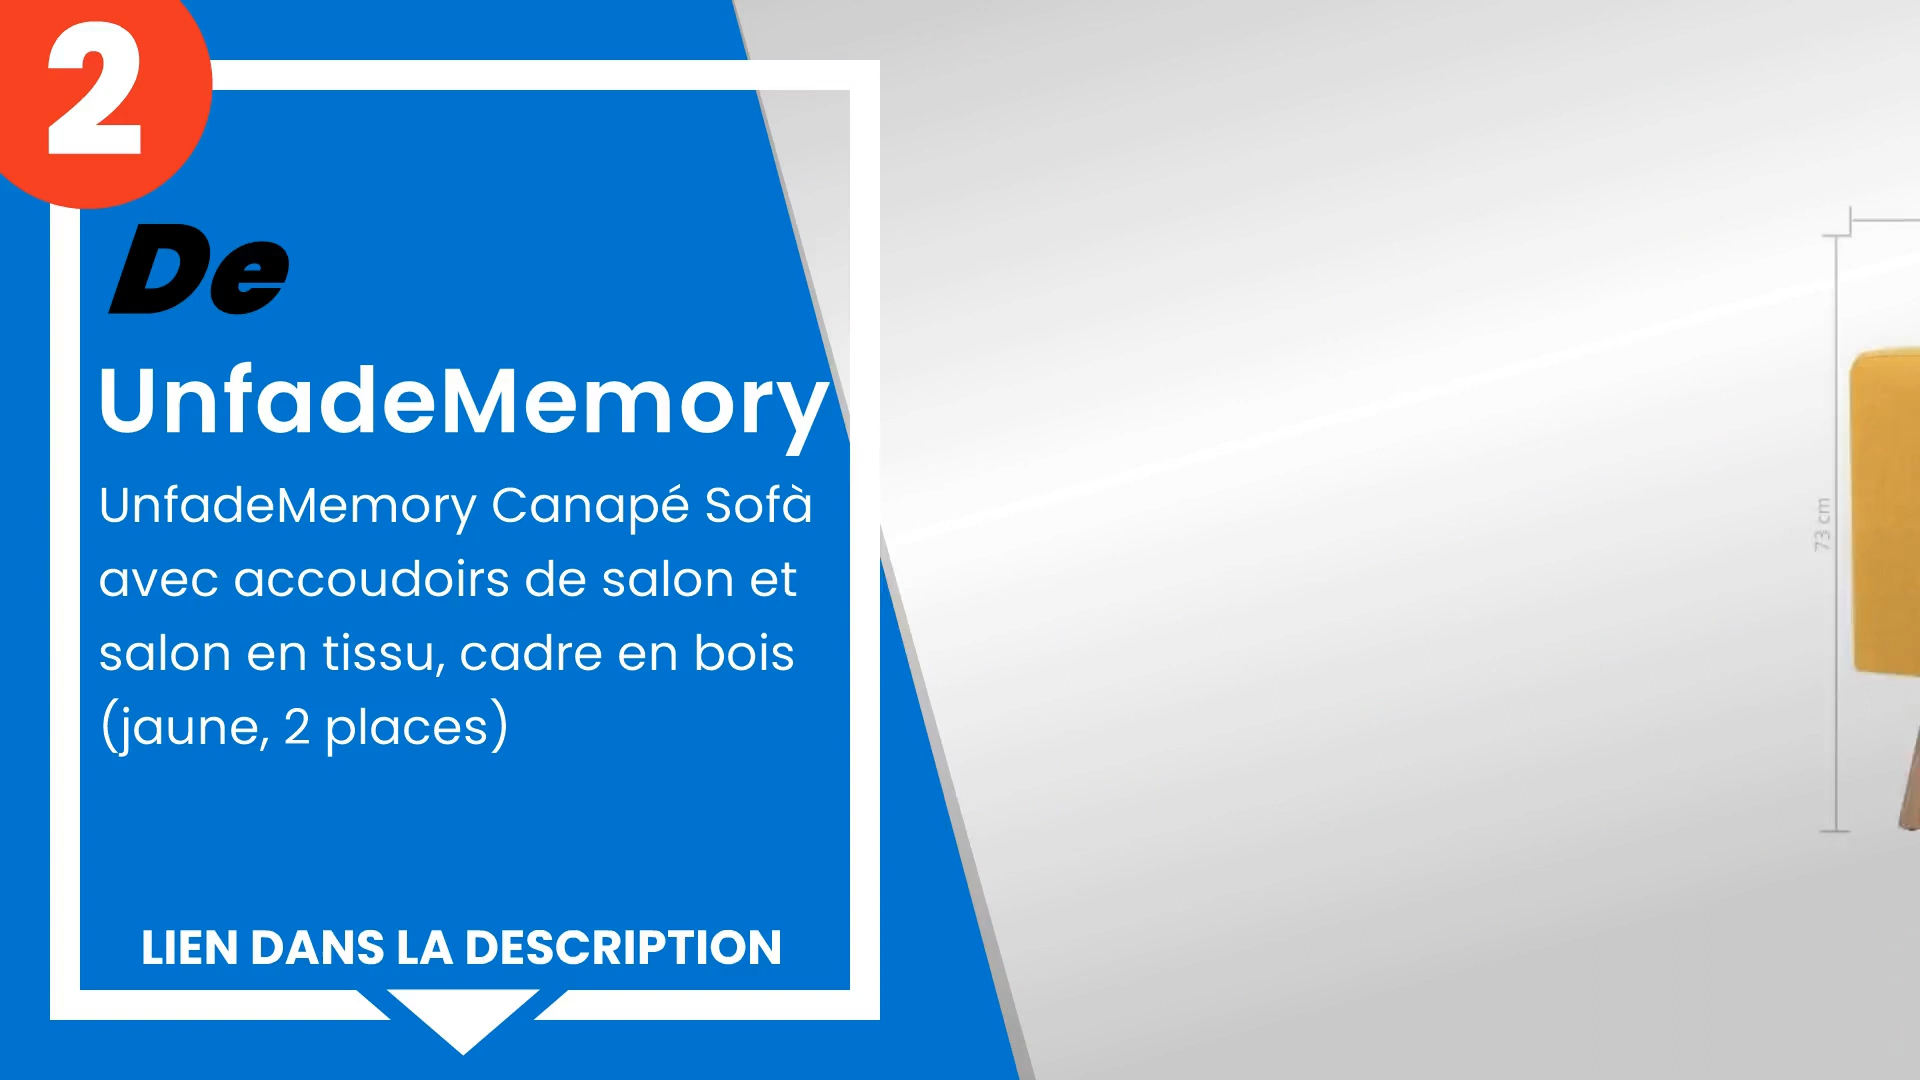 2
De
UnfadeMemory
UnfadeMemory Canapé Sofà
avec accoudoirs de salon et
salon en tissu, cadre en bois
(jaune, 2 places)
LIEN DANS LA DESCRIPTION
73 cm